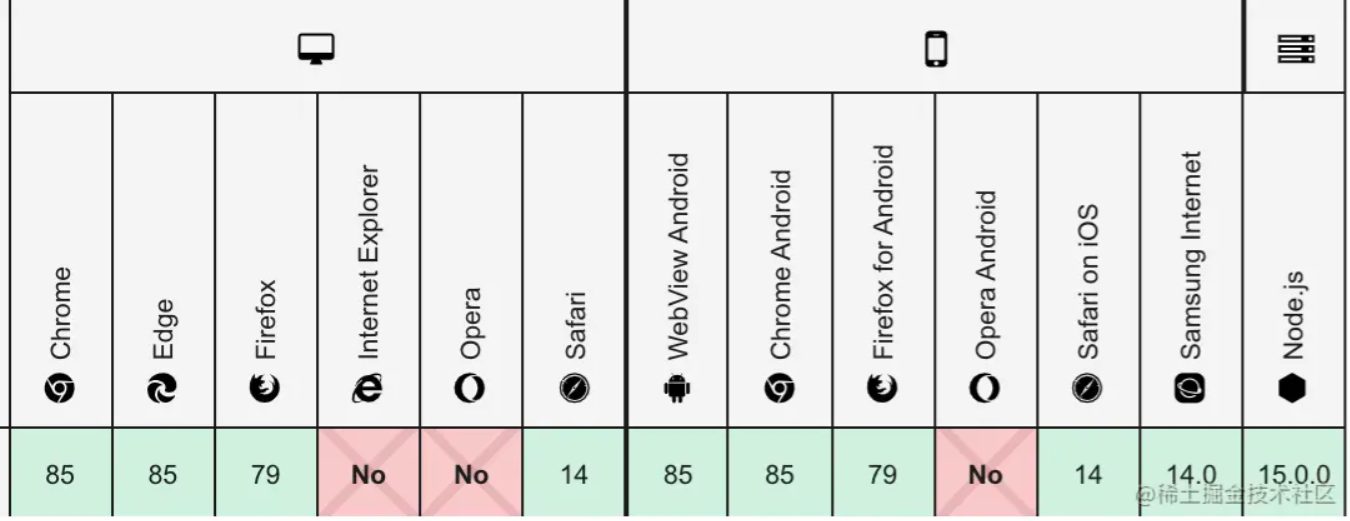 Chrome
Edge
Firefox
Internet Explorer
Opera
Safari
WebView Android
Chrome Android
Firefox for Android
Opera Android
Safari on iOS
Samsung Internet
Node.js
85 85 79 No No 14 85 85 79 No 14 14.0 15.0.0
@稀土掘金技术社区